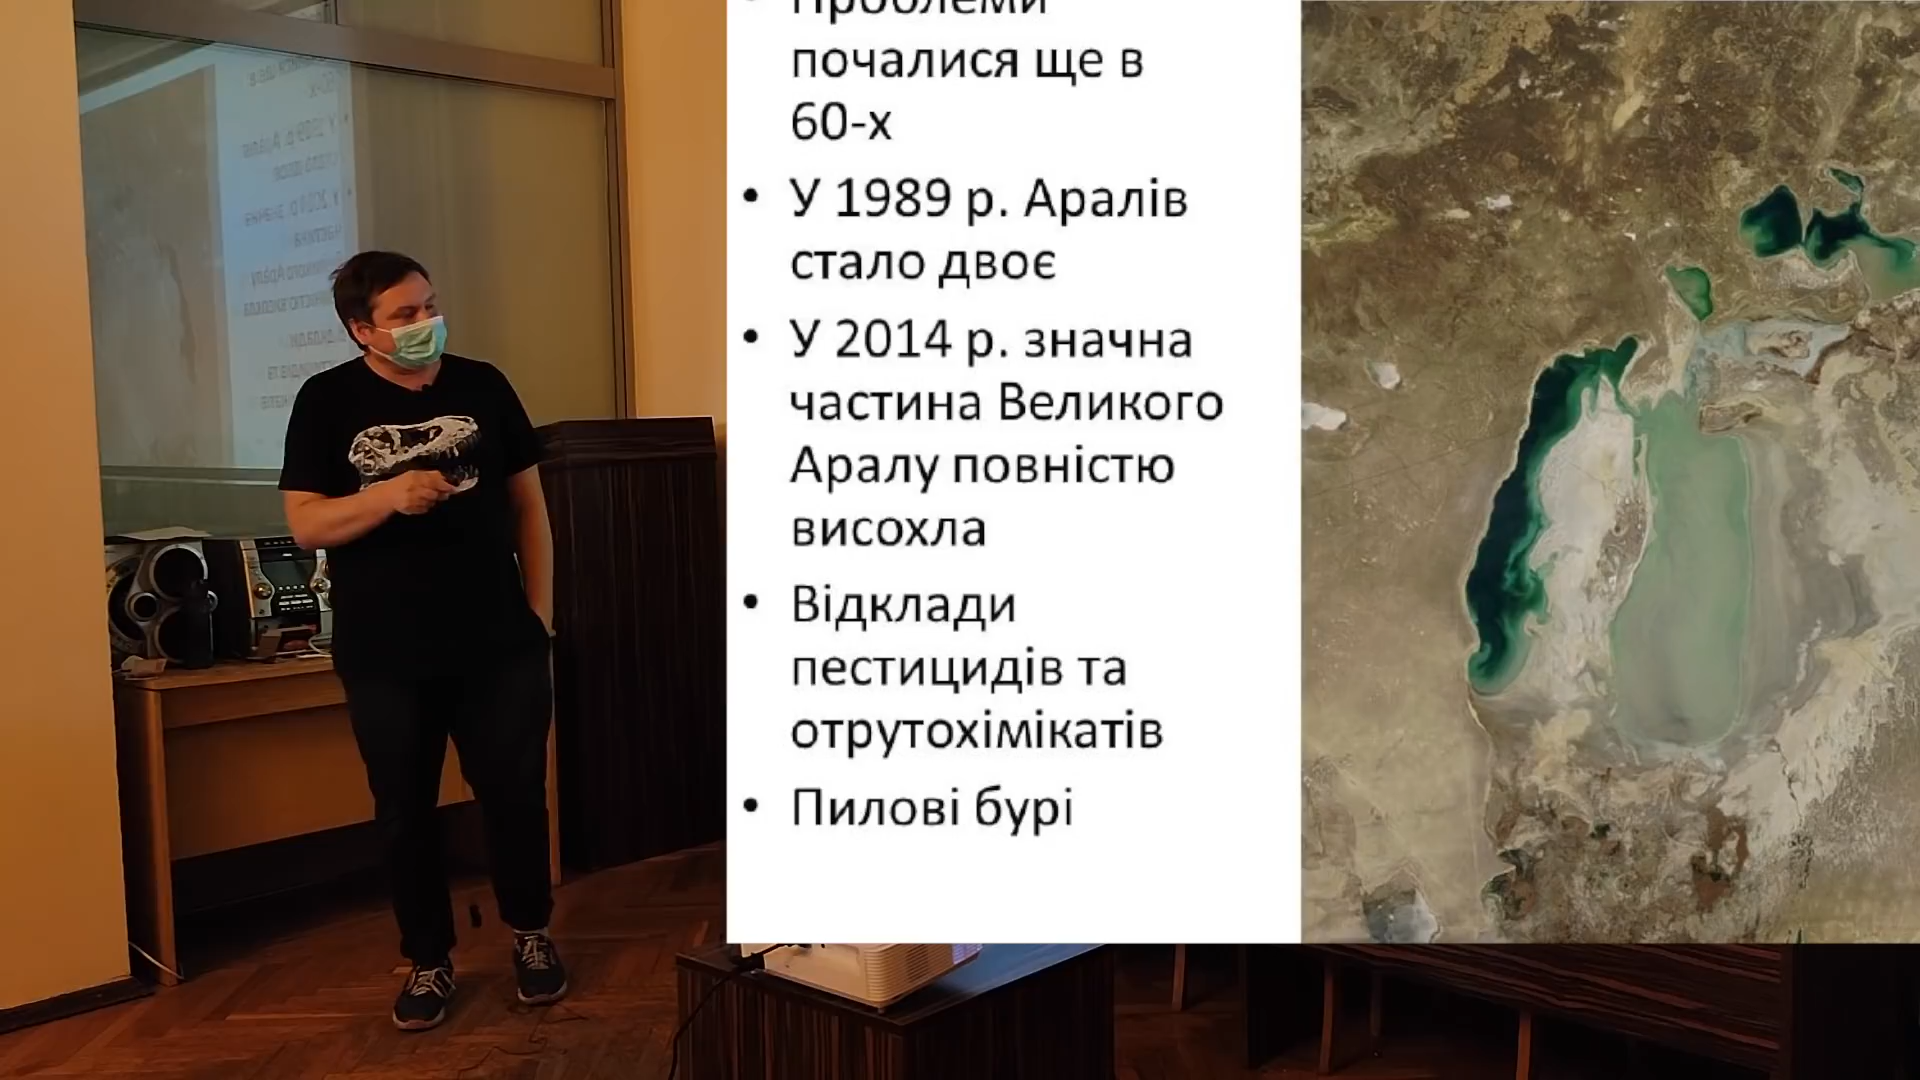 Проблеми
почалися ще в
60-х
• У 1989 р. Аралів
стало двоє
• У 2014 р. значна
частина Великого
Аралу повністю
висохла
• Відклади
пестицидів та
отрутохімікатів
• Пилові бурі